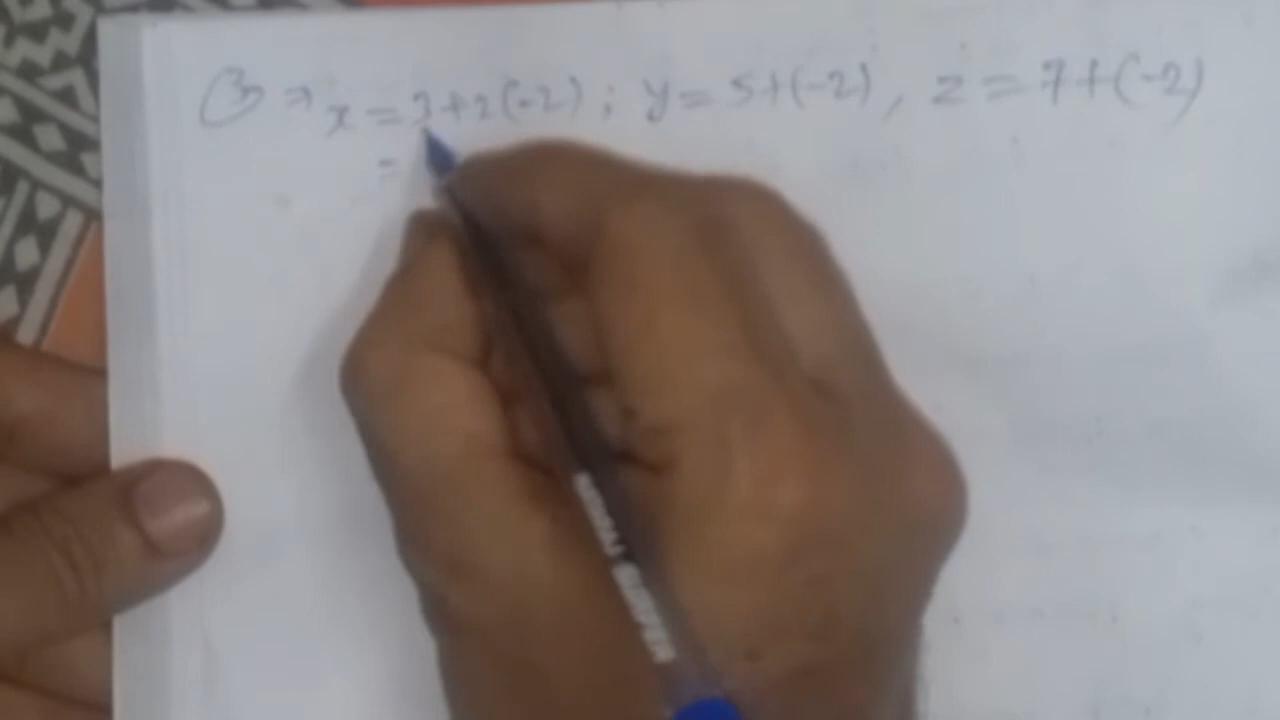 ③ ⇒ x = 3+2(-2) ; y = 5+(-2) , z = 7+(-2)
=